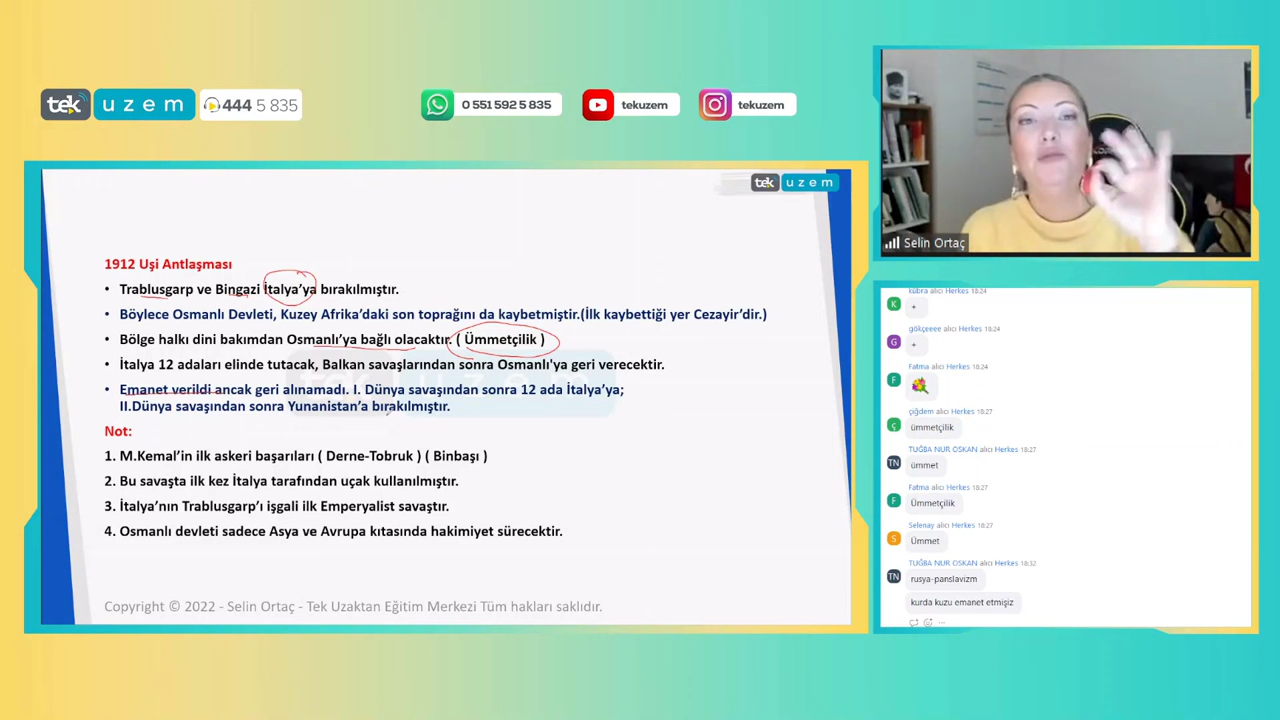 tek uzem 444 5 835
0 551 592 5 835
tekuzem
tekuzem
tek uzem
1912 Uşi Antlaşması
• Trablusgarp ve Bingazi İtalya’ya bırakılmıştır.
• Böylece Osmanlı Devleti, Kuzey Afrika’daki son toprağını da kaybetmiştir.(İlk kaybettiği yer Cezayir’dir.)
• Bölge halkı dini bakımdan Osmanlı’ya bağlı olacaktır. ( Ümmetçilik )
• İtalya 12 adaları elinde tutacak, Balkan savaşlarından sonra Osmanlı'ya geri verecektir.
• Emanet verildi ancak geri alınamadı. I. Dünya savaşından sonra 12 ada İtalya’ya;
II.Dünya savaşından sonra Yunanistan’a bırakılmıştır.
Not:
1. M.Kemal’in ilk askeri başarıları ( Derne-Tobruk ) ( Binbaşı )
2. Bu savaşta ilk kez İtalya tarafından uçak kullanılmıştır.
3. İtalya’nın Trablusgarp’ı işgali ilk Emperyalist savaştır.
4. Osmanlı devleti sadece Asya ve Avrupa kıtasında hakimiyet sürecektir.
Copyright © 2022 - Selin Ortaç - Tek Uzaktan Eğitim Merkezi Tüm hakları saklıdır.
Selin Ortaç
kübra alıcı Herkes 18:24
K +
gökçeeee alıcı Herkes 18:24
G +
Fatma alıcı Herkes 18:24
F
çiğdem alıcı Herkes 18:27
Ç ümmetçilik
TUĞBA NUR OSKAN alıcı Herkes 18:27
TN ümmet
Fatma alıcı Herkes 18:27
F Ümmetçilik
Selenay alıcı Herkes 18:27
S Ümmet
TUĞBA NUR OSKAN alıcı Herkes 18:32
TN rusya-panslavizm
kurda kuzu emanet etmişiz